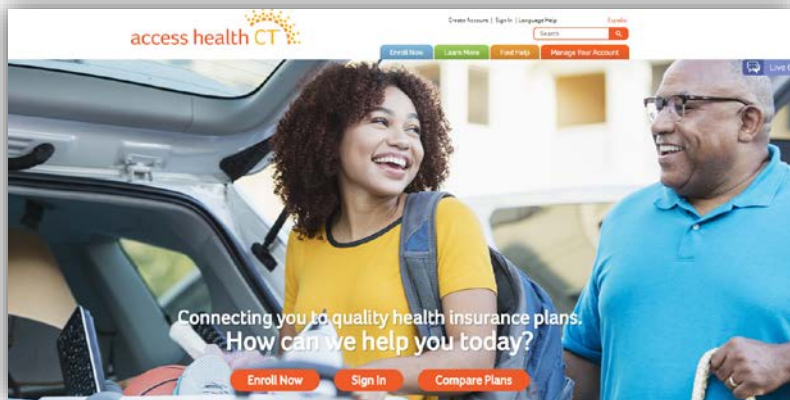 access health CT
Create Account | Sign In | Language Help
Español
Search
Enroll Now
Learn More
Find Help
Manage Your Account
Live
Connecting you to quality health insurance plans.
How can we help you today?
Enroll Now
Sign In
Compare Plans